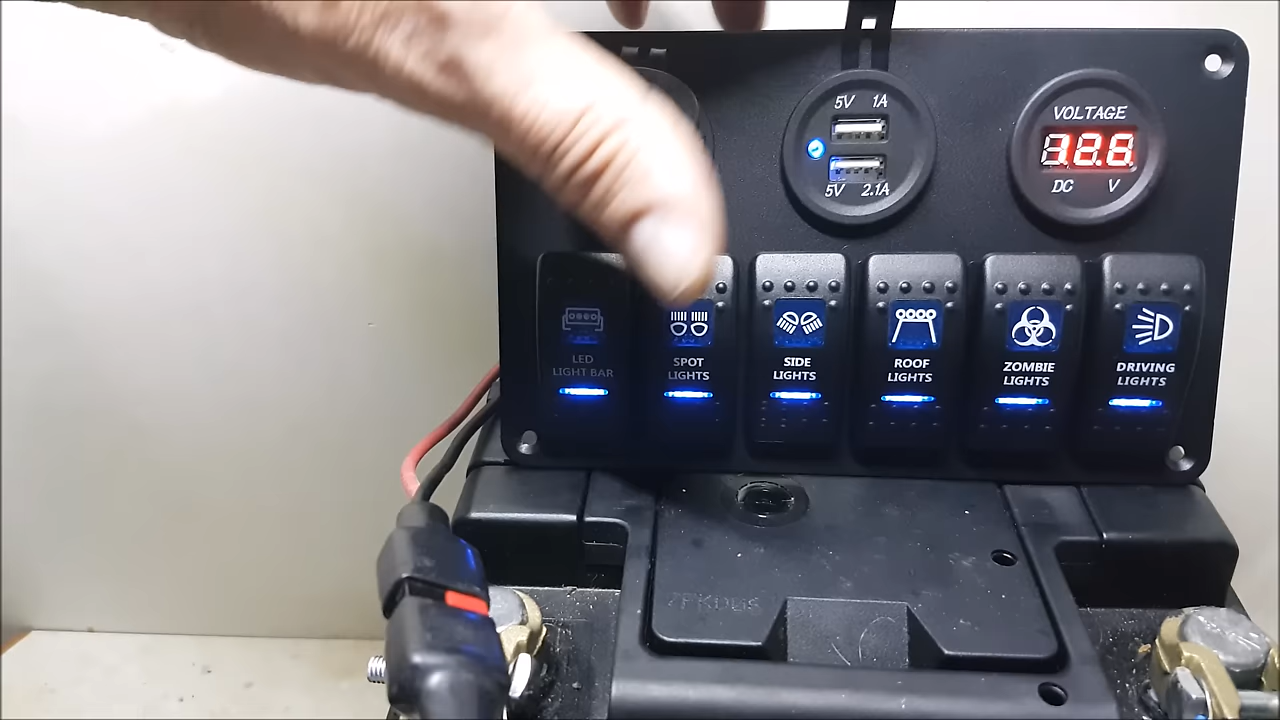 5V 1A
5V 2.1A
VOLTAGE
DC V
LED
LIGHT BAR
SPOT
LIGHTS
SIDE
LIGHTS
ROOF
LIGHTS
ZOMBIE
LIGHTS
DRIVING
LIGHTS